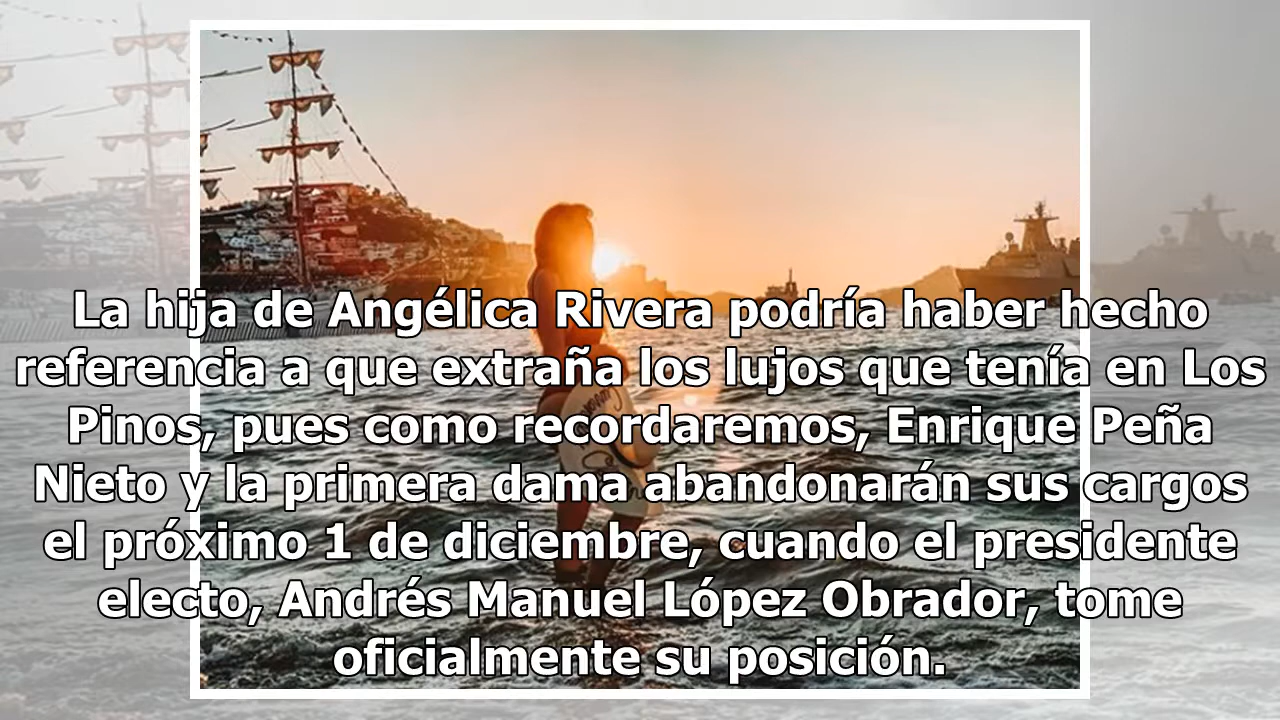 La hija de Angélica Rivera podría haber hecho
referencia a que extraña los lujos que tenía en Los
Pinos, pues como recordaremos, Enrique Peña
Nieto y la primera dama abandonarán sus cargos
el próximo 1 de diciembre, cuando el presidente
electo, Andrés Manuel López Obrador, tome
oficialmente su posición.